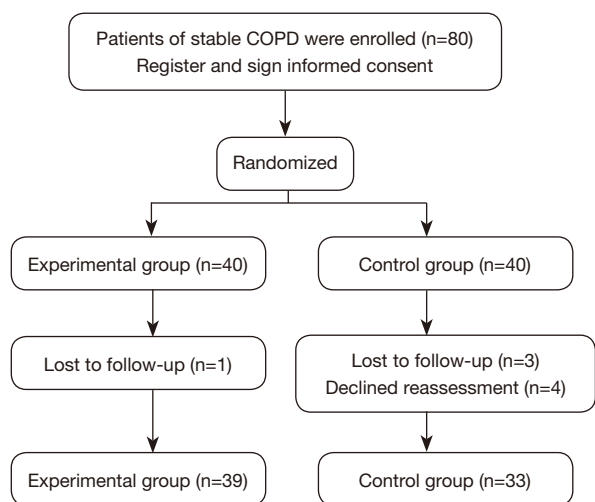 Patients of stable COPD were enrolled (n=80)
Register and sign informed consent
Randomized
Experimental group (n=40)
Control group (n=40)
Lost to follow-up (n=1)
Lost to follow-up (n=3)
Declined reassessment (n=4)
Experimental group (n=39)
Control group (n=33)